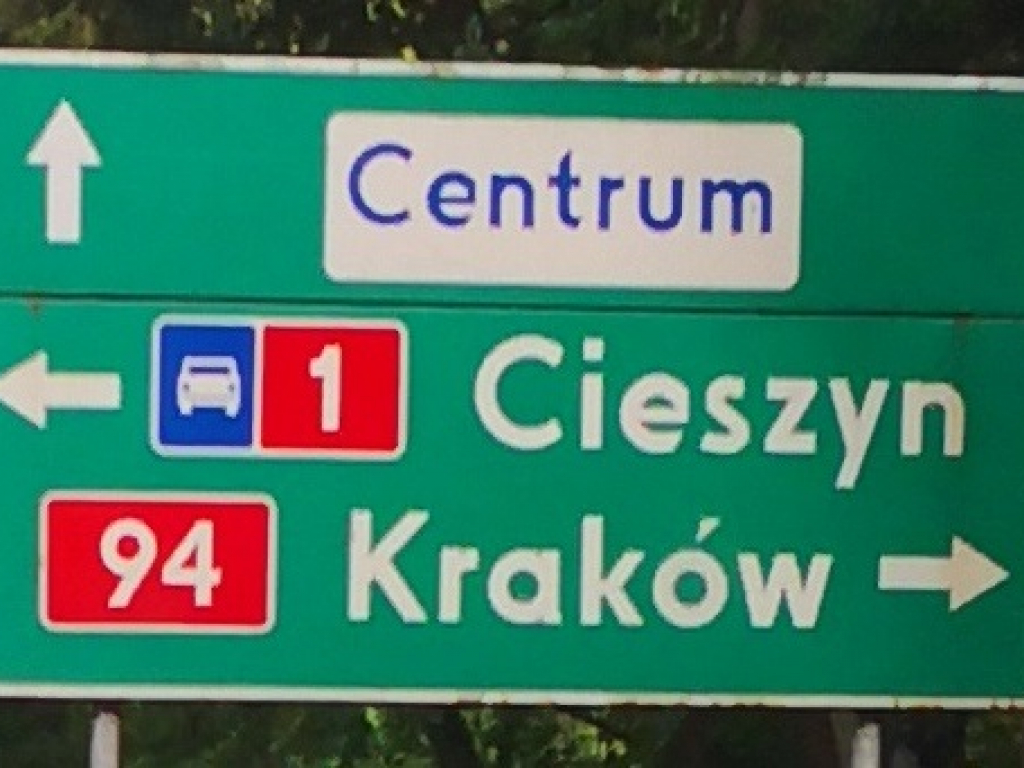 Centrum
1 Cieszyn
94 Kraków